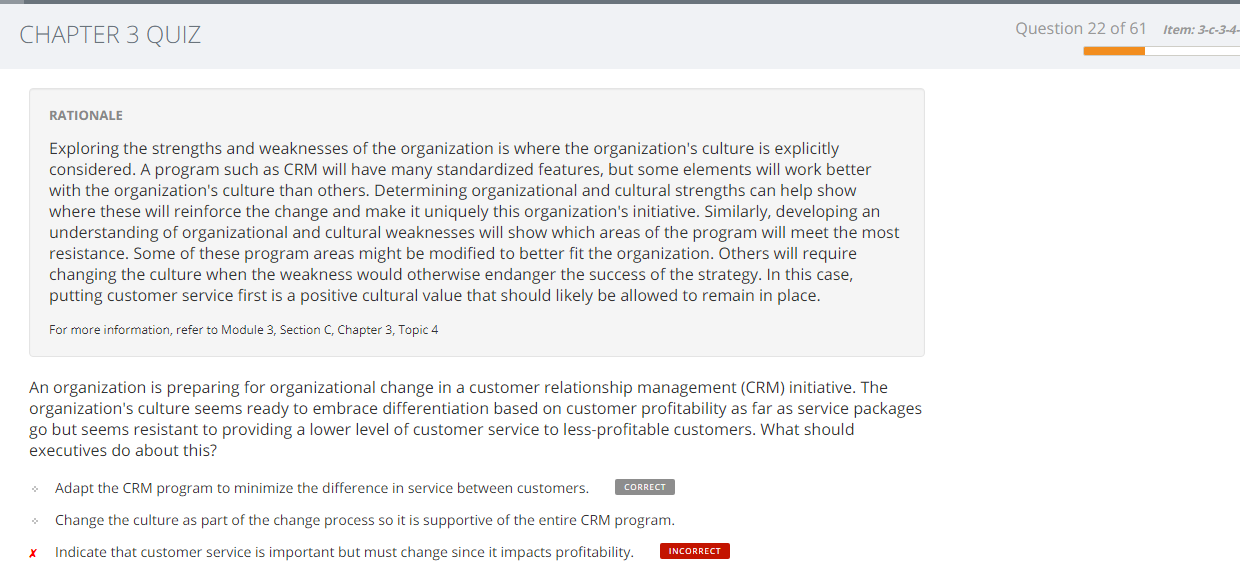 CHAPTER 3 QUIZ
Question 22 of 61 Item: 3-c-3-4-
RATIONALE
Exploring the strengths and weaknesses of the organization is where the organization's culture is explicitly
considered. A program such as CRM will have many standardized features, but some elements will work better
with the organization's culture than others. Determining organizational and cultural strengths can help show
where these will reinforce the change and make it uniquely this organization's initiative. Similarly, developing an
understanding of organizational and cultural weaknesses will show which areas of the program will meet the most
resistance. Some of these program areas might be modified to better fit the organization. Others will require
changing the culture when the weakness would otherwise endanger the success of the strategy. In this case,
putting customer service first is a positive cultural value that should likely be allowed to remain in place.
For more information, refer to Module 3, Section C, Chapter 3, Topic 4
An organization is preparing for organizational change in a customer relationship management (CRM) initiative. The
organization's culture seems ready to embrace differentiation based on customer profitability as far as service packages
go but seems resistant to providing a lower level of customer service to less-profitable customers. What should
executives do about this?
Adapt the CRM program to minimize the difference in service between customers. CORRECT
Change the culture as part of the change process so it is supportive of the entire CRM program.
✗ Indicate that customer service is important but must change since it impacts profitability. INCORRECT